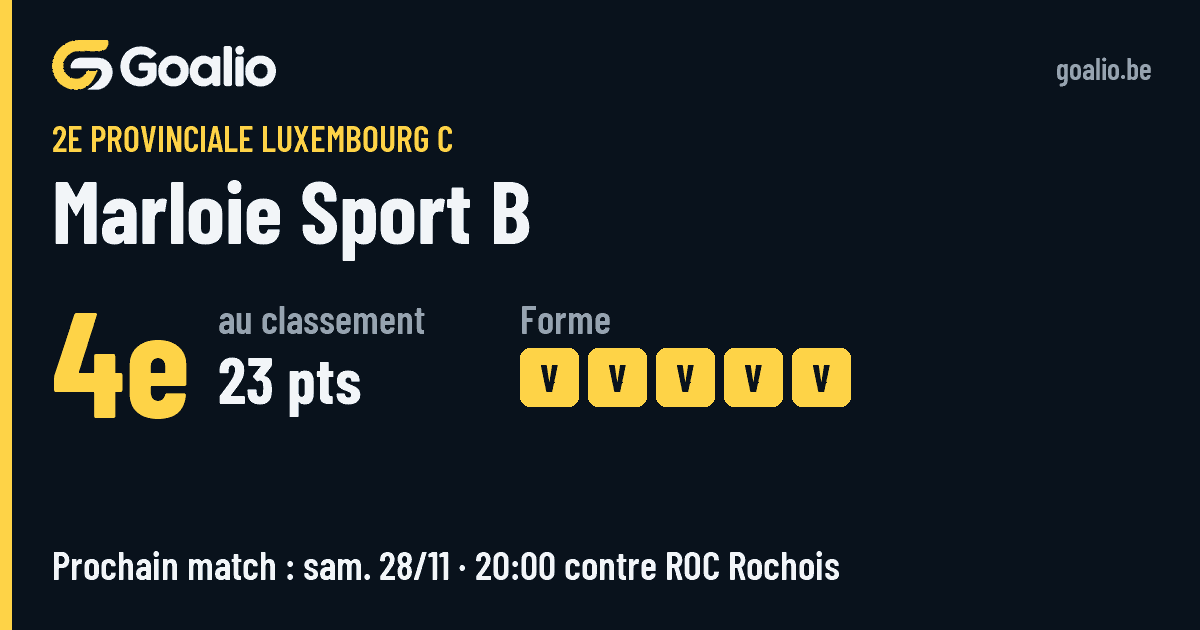 Goalio
goalio.be
2E PROVINCIALE LUXEMBOURG C
Marloie Sport B
4e
au classement
23 pts
Forme
V V V V V
Prochain match : sam. 28/11 · 20:00 contre ROC Rochois